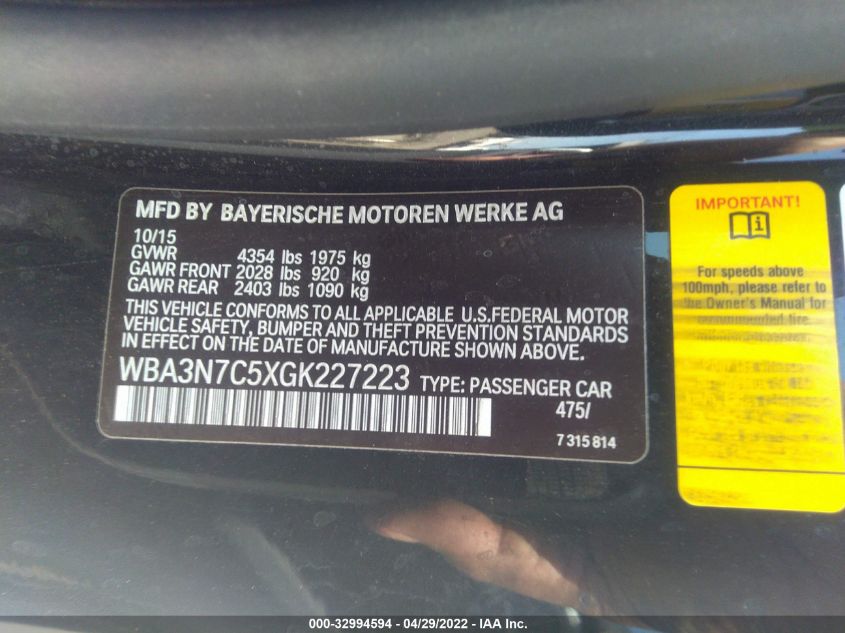 MFD BY BAYERISCHE MOTOREN WERKE AG
10/15
GVWR 4354 lbs 1975 kg
GAWR FRONT 2028 lbs 920 kg
GAWR REAR 2403 lbs 1090 kg
THIS VEHICLE CONFORMS TO ALL APPLICABLE U.S.FEDERAL MOTOR
VEHICLE SAFETY, BUMPER AND THEFT PREVENTION STANDARDS
IN EFFECT ON THE DATE OF MANUFACTURE SHOWN ABOVE.
WBA3N7C5XGK227223 TYPE: PASSENGER CAR
475/
7 315 814
IMPORTANT!
For speeds above
100mph, please refer to
the Owner's Manual for
recommended tire
000-32994594 - 04/29/2022 - IAA Inc.